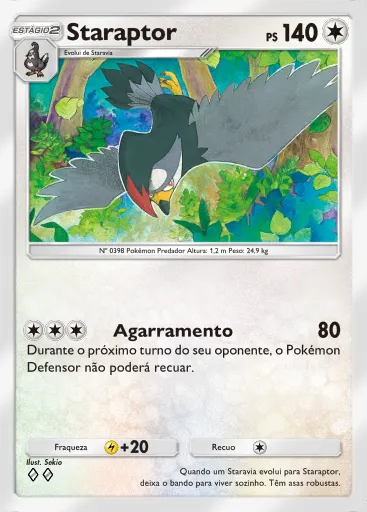 ESTÁGIO2 Staraptor PS 140
Evolui de Staravia
Nº 0398 Pokémon Predador Altura: 1,2 m Peso: 24,9 kg
Agarramento 80
Durante o próximo turno do seu oponente, o Pokémon
Defensor não poderá recuar.
Fraqueza +20 Recuo
Ilust. Sekio
Quando um Staravia evolui para Staraptor,
deixa o bando para viver sozinho. Têm asas robustas.